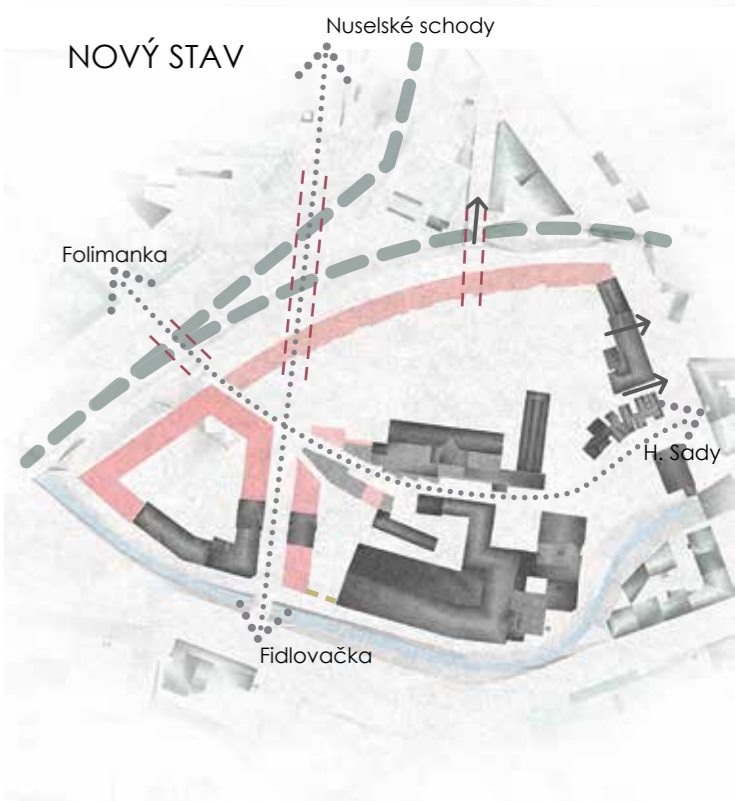 Nuselské schody
NOVÝ STAV
Folimanka
H. Sady
Fidlovačka